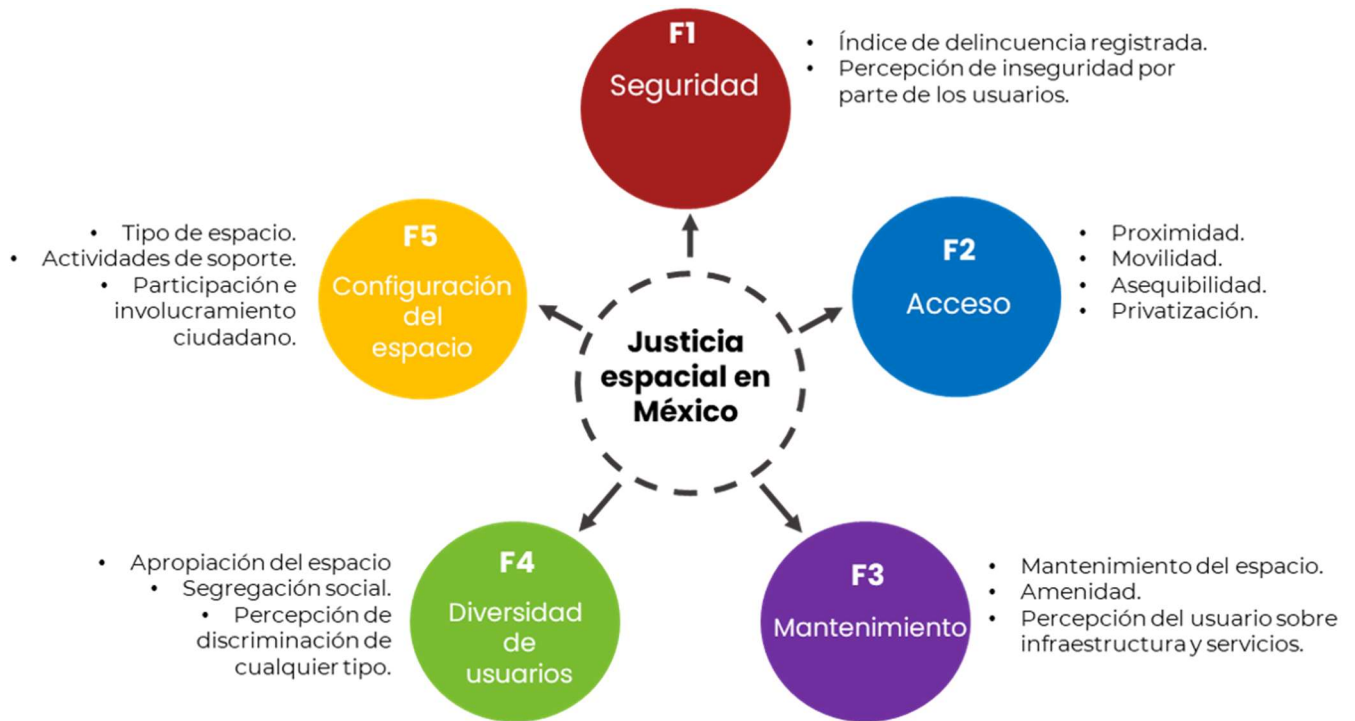 F1
Seguridad
• Índice de delincuencia registrada.
• Percepción de inseguridad por
parte de los usuarios.
F2
Acceso
• Proximidad.
• Movilidad.
• Asequibilidad.
• Privatización.
F3
Mantenimiento
• Mantenimiento del espacio.
• Amenidad.
• Percepción del usuario sobre
infraestructura y servicios.
F4
Diversidad
de
usuarios
• Apropiación del espacio
• Segregación social.
• Percepción de
discriminación de
cualquier tipo.
F5
Configuración
del
espacio
• Tipo de espacio.
• Actividades de soporte.
• Participación e
involucramiento
ciudadano.
Justicia
espacial en
México